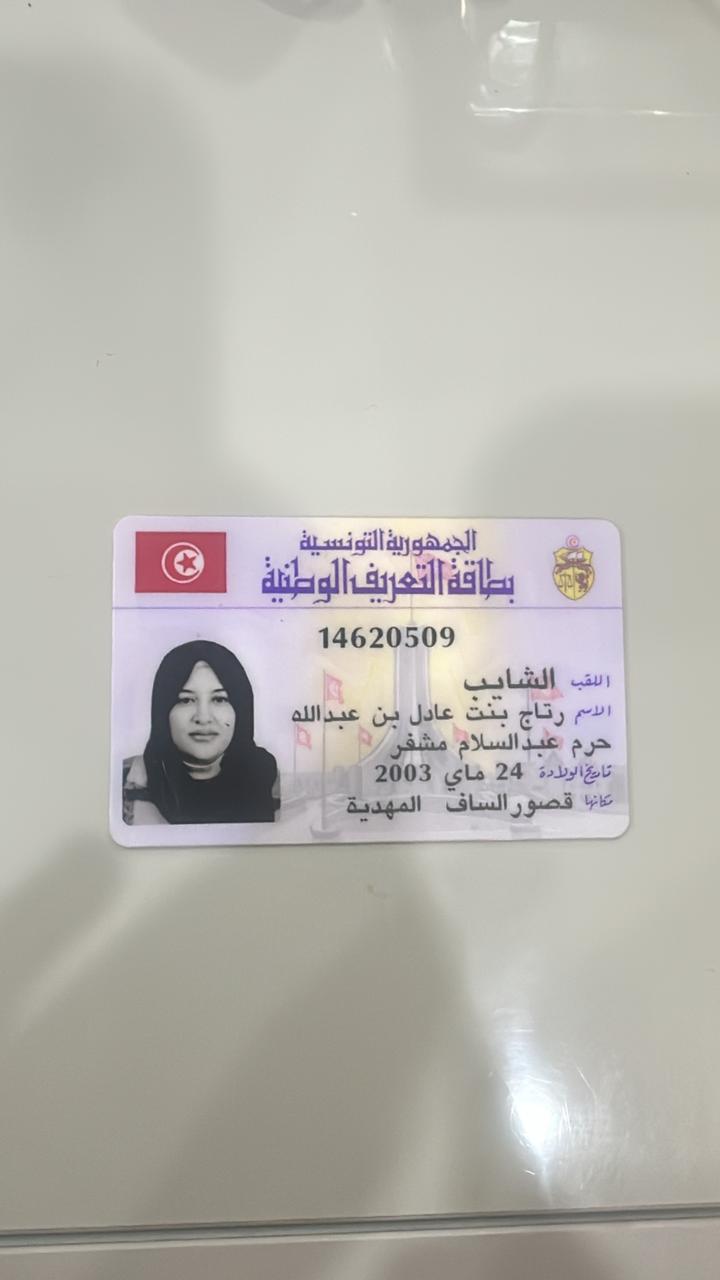 الجمهورية التونسية
بطاقة التعريف الوطنية
14620509
اللقب الشايب
الاسم رتاج بنت عادل بن عبدالله
حرم عبدالسلام مشفر
تاريخ الولادة 24 ماي 2003
مكانها قصور الساف المهدية